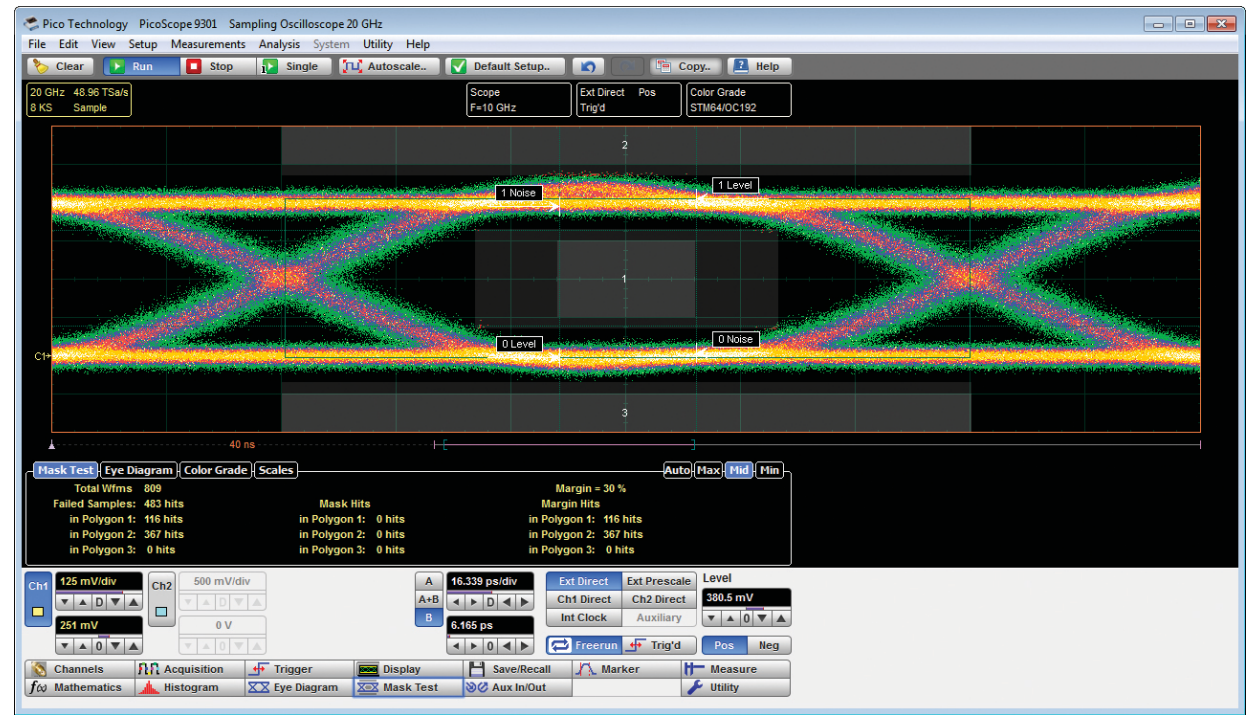 Pico Technology PicoScope 9301 Sampling Oscilloscope 20 GHz
File Edit View Setup Measurements Analysis System Utility Help
Clear Run Stop Single Autoscale.. Default Setup.. Copy.. Help
20 GHz 48.96 TSa/s Scope Ext Direct Pos Color Grade
8 KS Sample F=10 GHz Trig'd STM64/OC192
2
1 Noise 1 Level
1
0 Level 0 Noise
C1
3
40 ns
Mask Test Eye Diagram Color Grade Scales Auto Max Mid Min
Total Wfms 809 Margin = 30 %
Failed Samples: 483 hits Mask Hits Margin Hits
in Polygon 1: 116 hits in Polygon 1: 0 hits in Polygon 1: 116 hits
in Polygon 2: 367 hits in Polygon 2: 0 hits in Polygon 2: 367 hits
in Polygon 3: 0 hits in Polygon 3: 0 hits in Polygon 3: 0 hits
Ch1 125 mV/div Ch2 500 mV/div A 16.339 ps/div Ext Direct Ext Prescale Level
D D A+B D Ch1 Direct Ch2 Direct 380.5 mV
251 mV 0 V B 6.165 ps Int Clock Auxiliary 0
0 0 0 Freerun Trig'd Pos Neg
Channels Acquisition Trigger Display Save/Recall Marker Measure
f(x) Mathematics Histogram Eye Diagram Mask Test Aux In/Out Utility